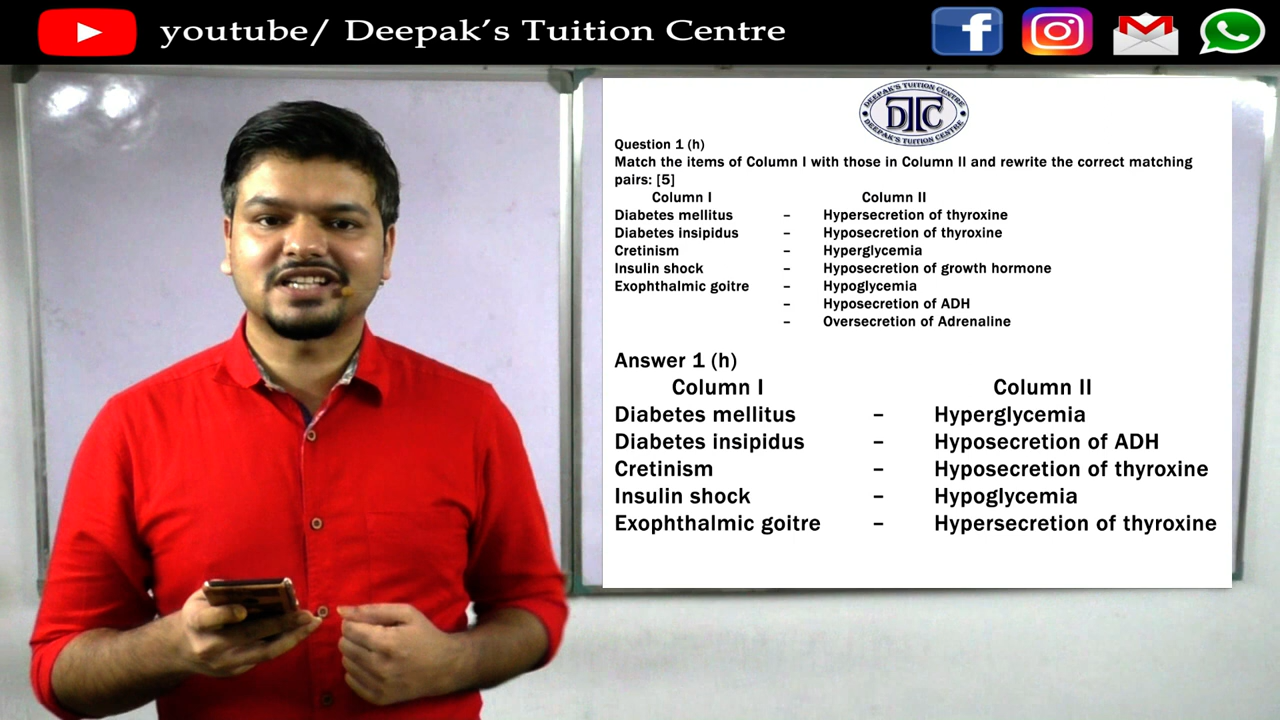 youtube/ Deepak’s Tuition Centre
DEEPAK'S TUITION CENTRE
DTC
DEEPAK'S TUITION CENTRE
Question 1 (h)
Match the items of Column I with those in Column II and rewrite the correct matching
pairs: [5]
Column I Column II
Diabetes mellitus – Hypersecretion of thyroxine
Diabetes insipidus – Hyposecretion of thyroxine
Cretinism – Hyperglycemia
Insulin shock – Hyposecretion of growth hormone
Exophthalmic goitre – Hypoglycemia
– Hyposecretion of ADH
– Oversecretion of Adrenaline
Answer 1 (h)
Column I Column II
Diabetes mellitus – Hyperglycemia
Diabetes insipidus – Hyposecretion of ADH
Cretinism – Hyposecretion of thyroxine
Insulin shock – Hypoglycemia
Exophthalmic goitre – Hypersecretion of thyroxine